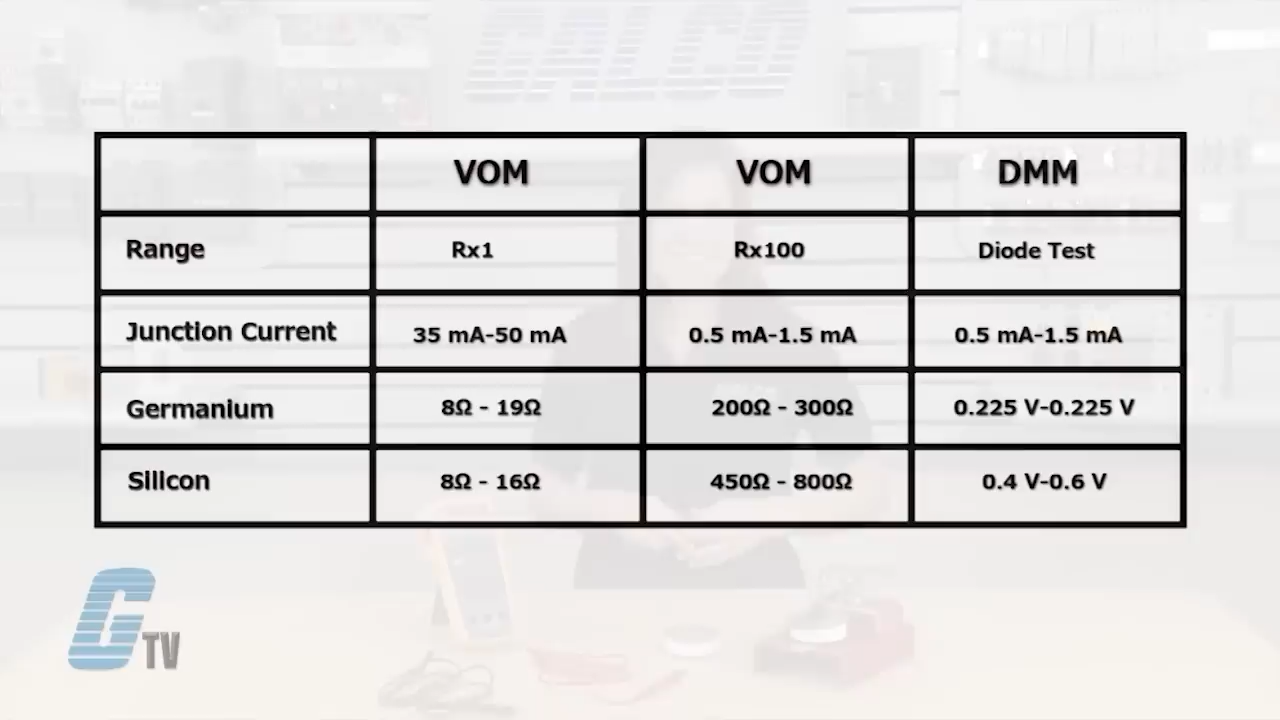 GALCO
VOM VOM DMM
Range Rx1 Rx100 Diode Test
Junction Current 35 mA-50 mA 0.5 mA-1.5 mA 0.5 mA-1.5 mA
Germanium 8Ω - 19Ω 200Ω - 300Ω 0.225 V-0.225 V
Silicon 8Ω - 16Ω 450Ω - 800Ω 0.4 V-0.6 V
G TV